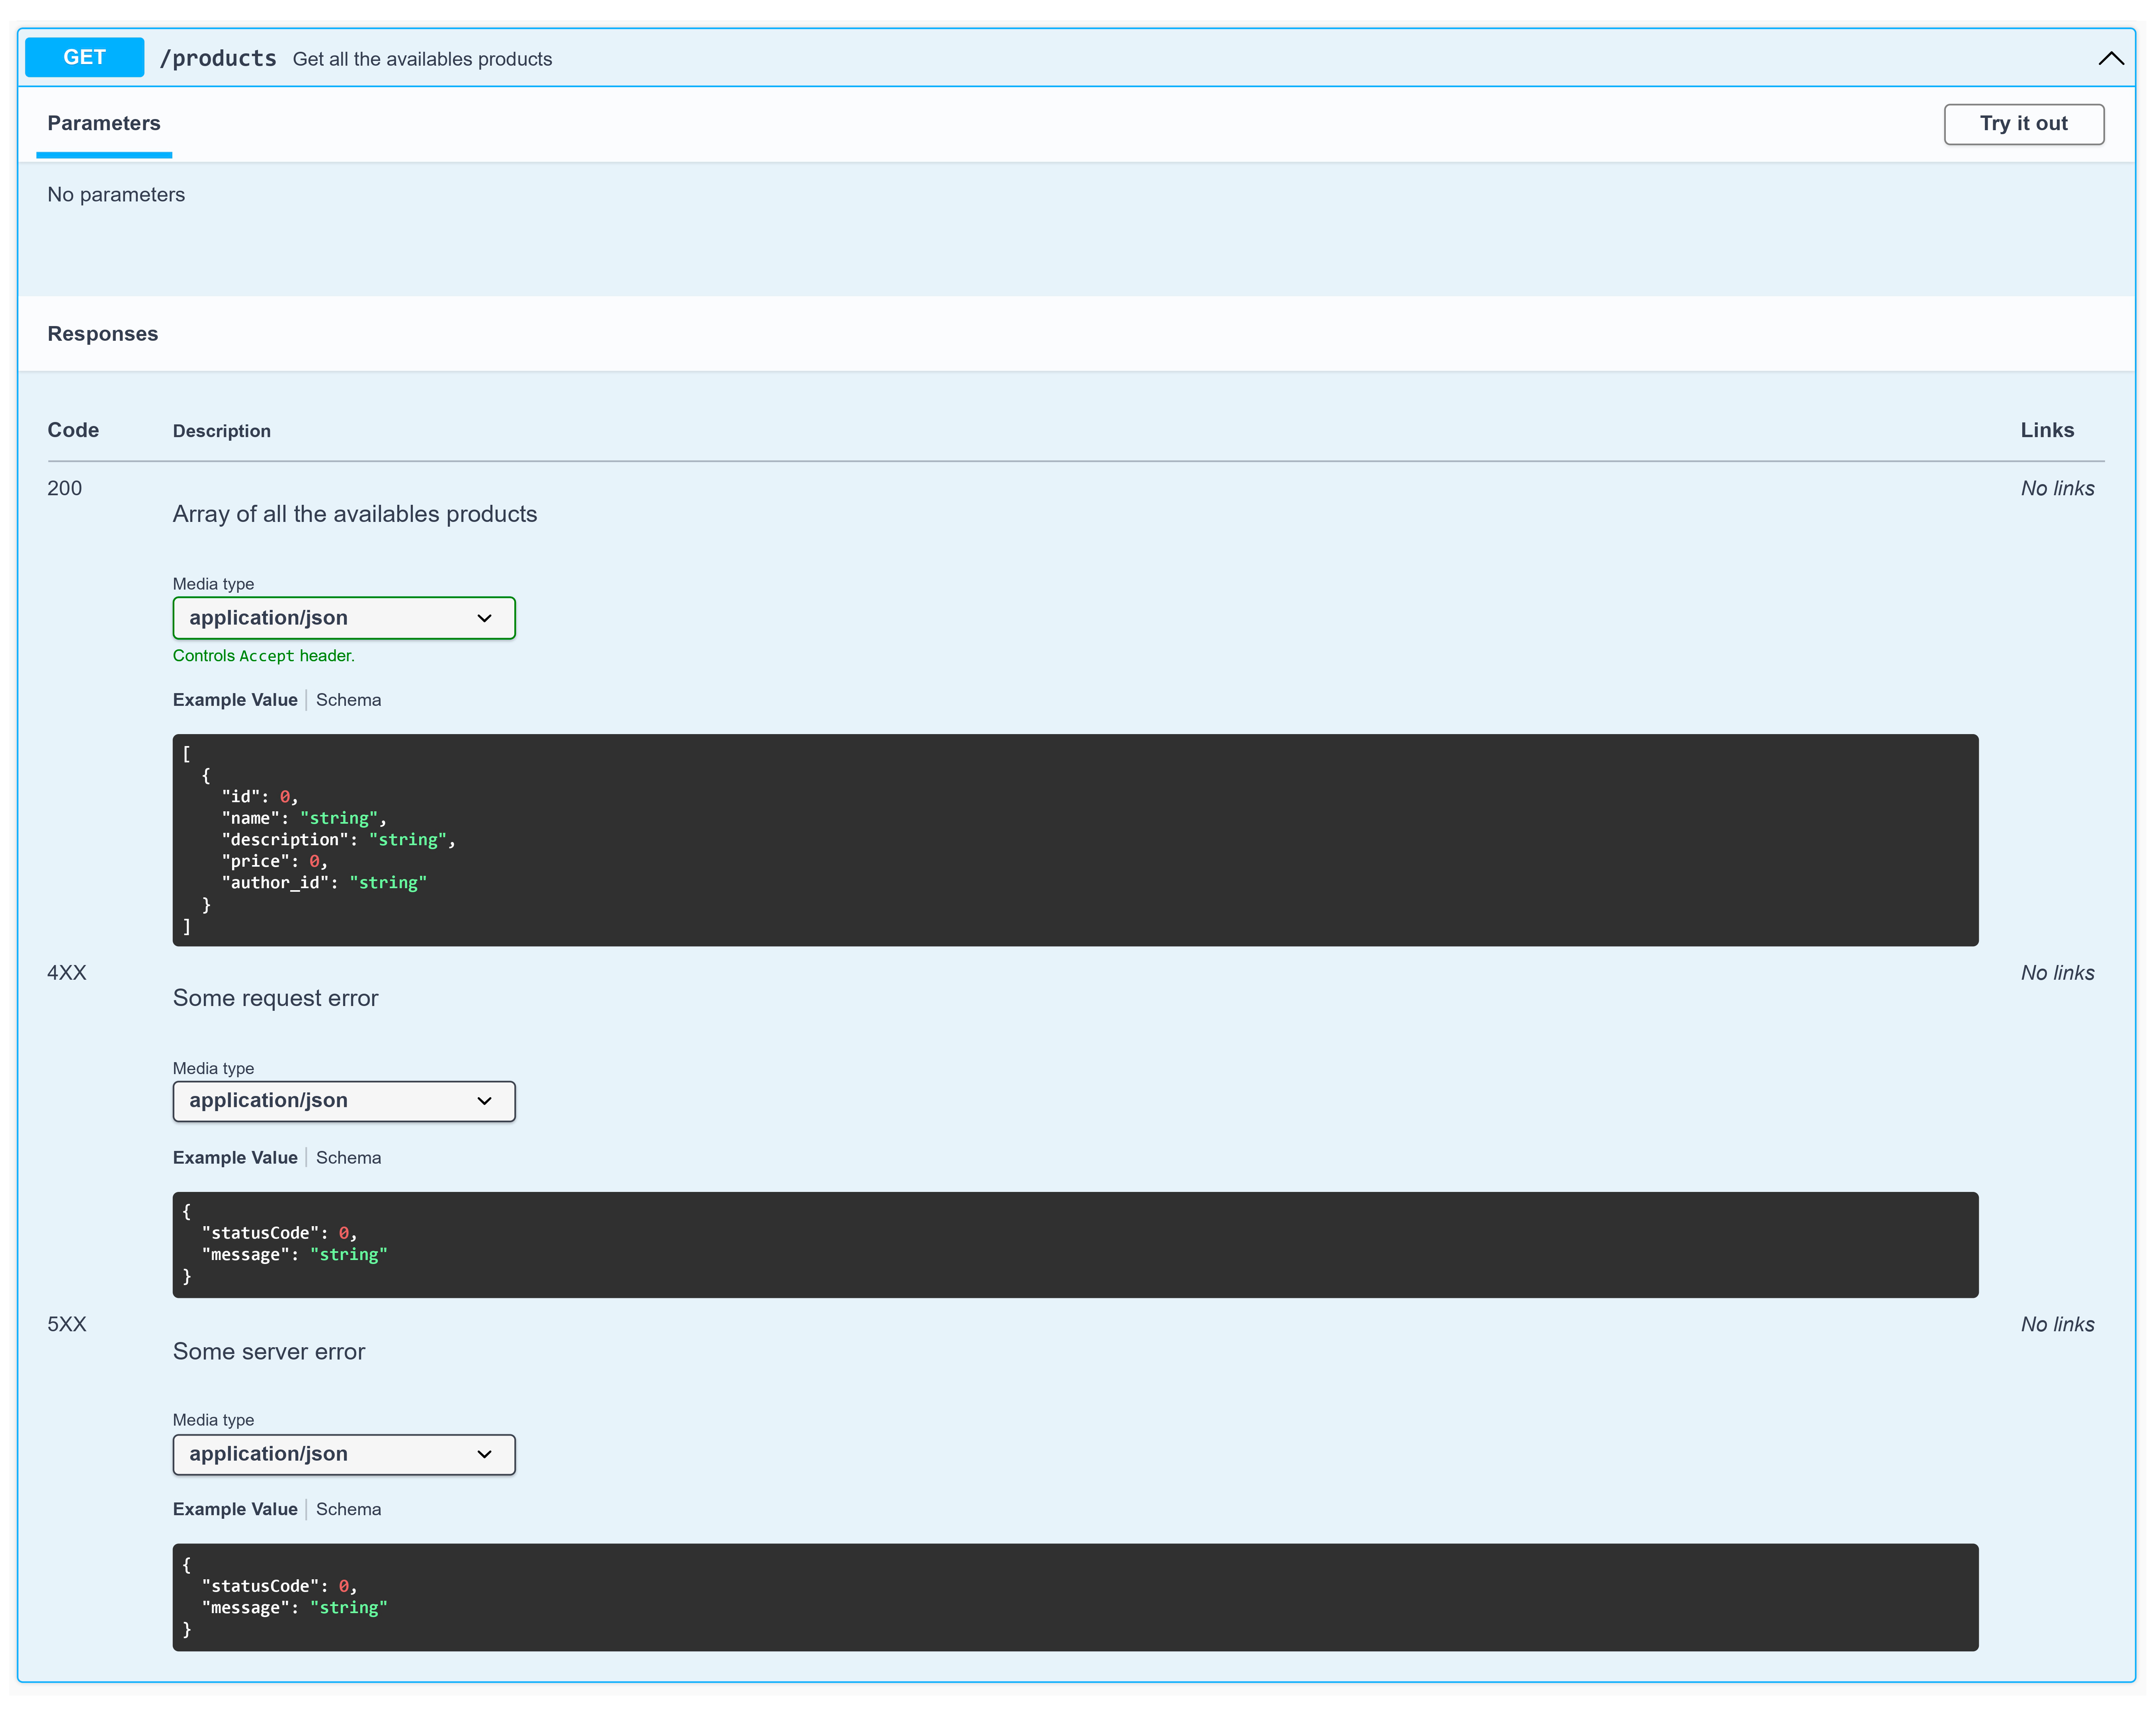 GET /products Get all the availables products
Parameters
Try it out
No parameters
Responses
Code Description Links
200 No links
Array of all the availables products
Media type
application/json
Controls Accept header.
Example Value Schema
[
  {
    "id": 0,
    "name": "string",
    "description": "string",
    "price": 0,
    "author_id": "string"
  }
]
4XX No links
Some request error
Media type
application/json
Example Value Schema
{
  "statusCode": 0,
  "message": "string"
}
5XX No links
Some server error
Media type
application/json
Example Value Schema
{
  "statusCode": 0,
  "message": "string"
}